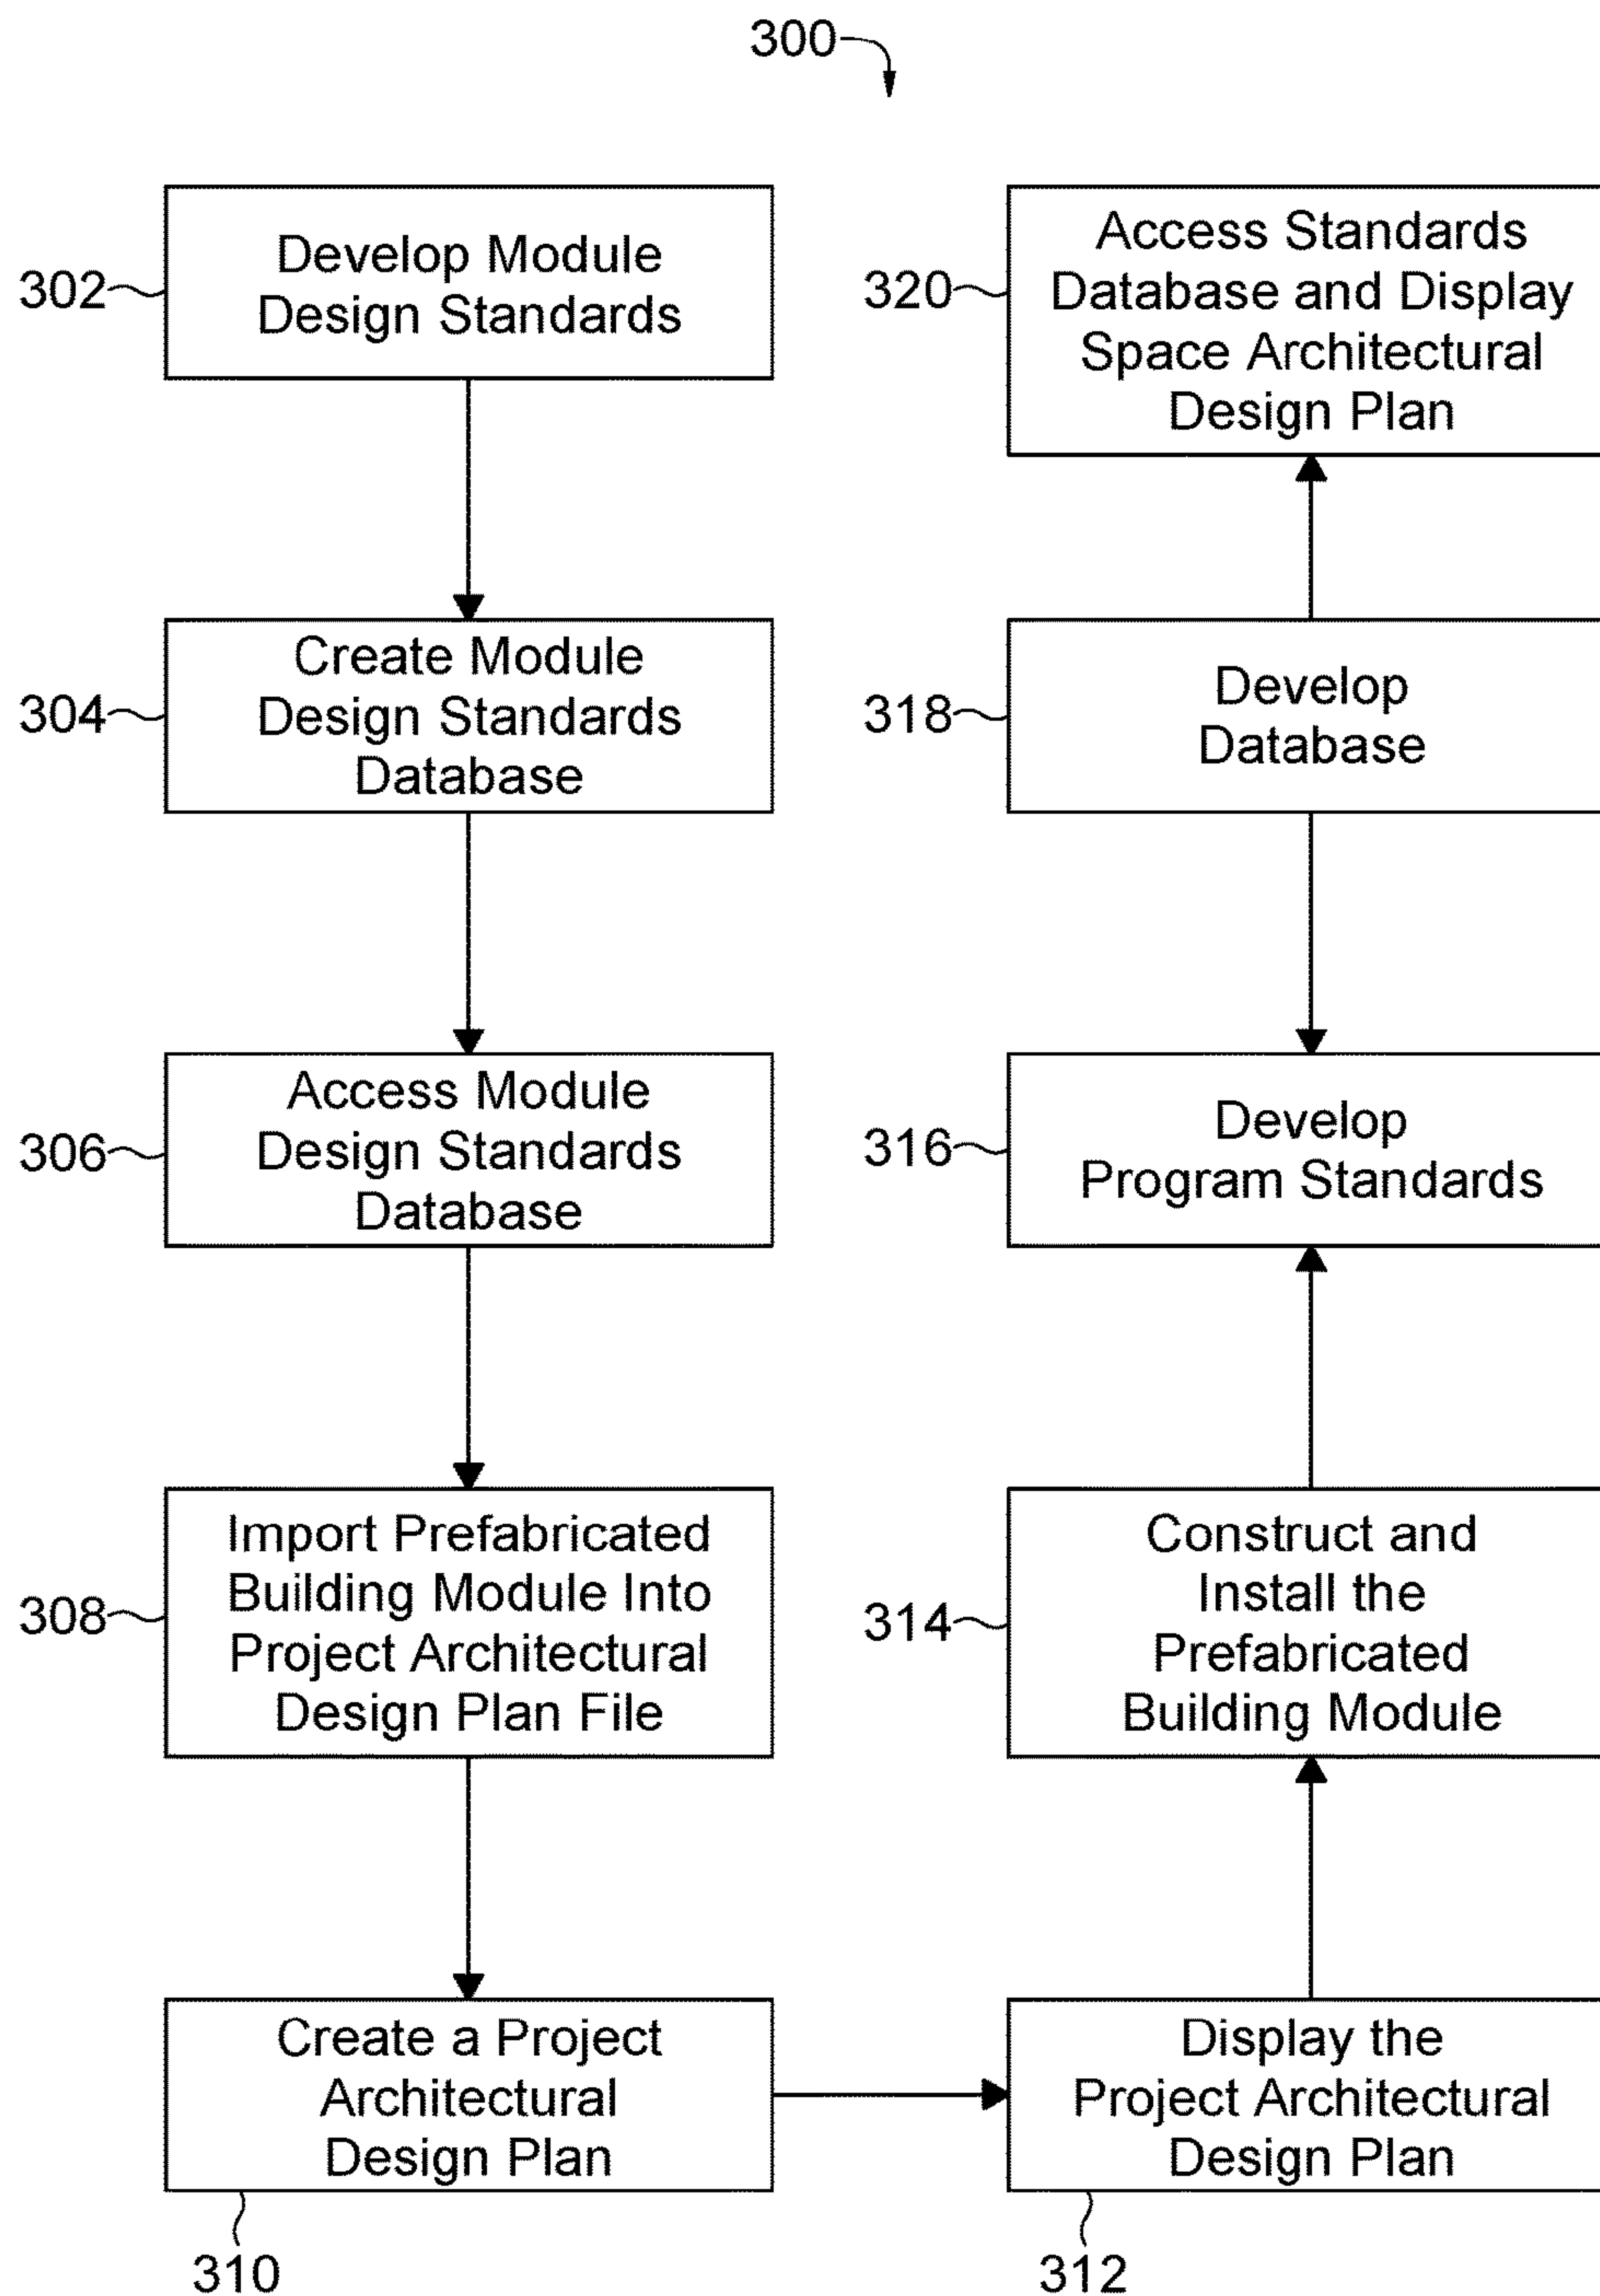 300
302
Develop Module
Design Standards
304
Create Module
Design Standards
Database
306
Access Module
Design Standards
Database
308
Import Prefabricated
Building Module Into
Project Architectural
Design Plan File
Create a Project
Architectural
Design Plan
310
Display the
Project Architectural
Design Plan
312
314
Construct and
Install the
Prefabricated
Building Module
316
Develop
Program Standards
318
Develop
Database
320
Access Standards
Database and Display
Space Architectural
Design Plan